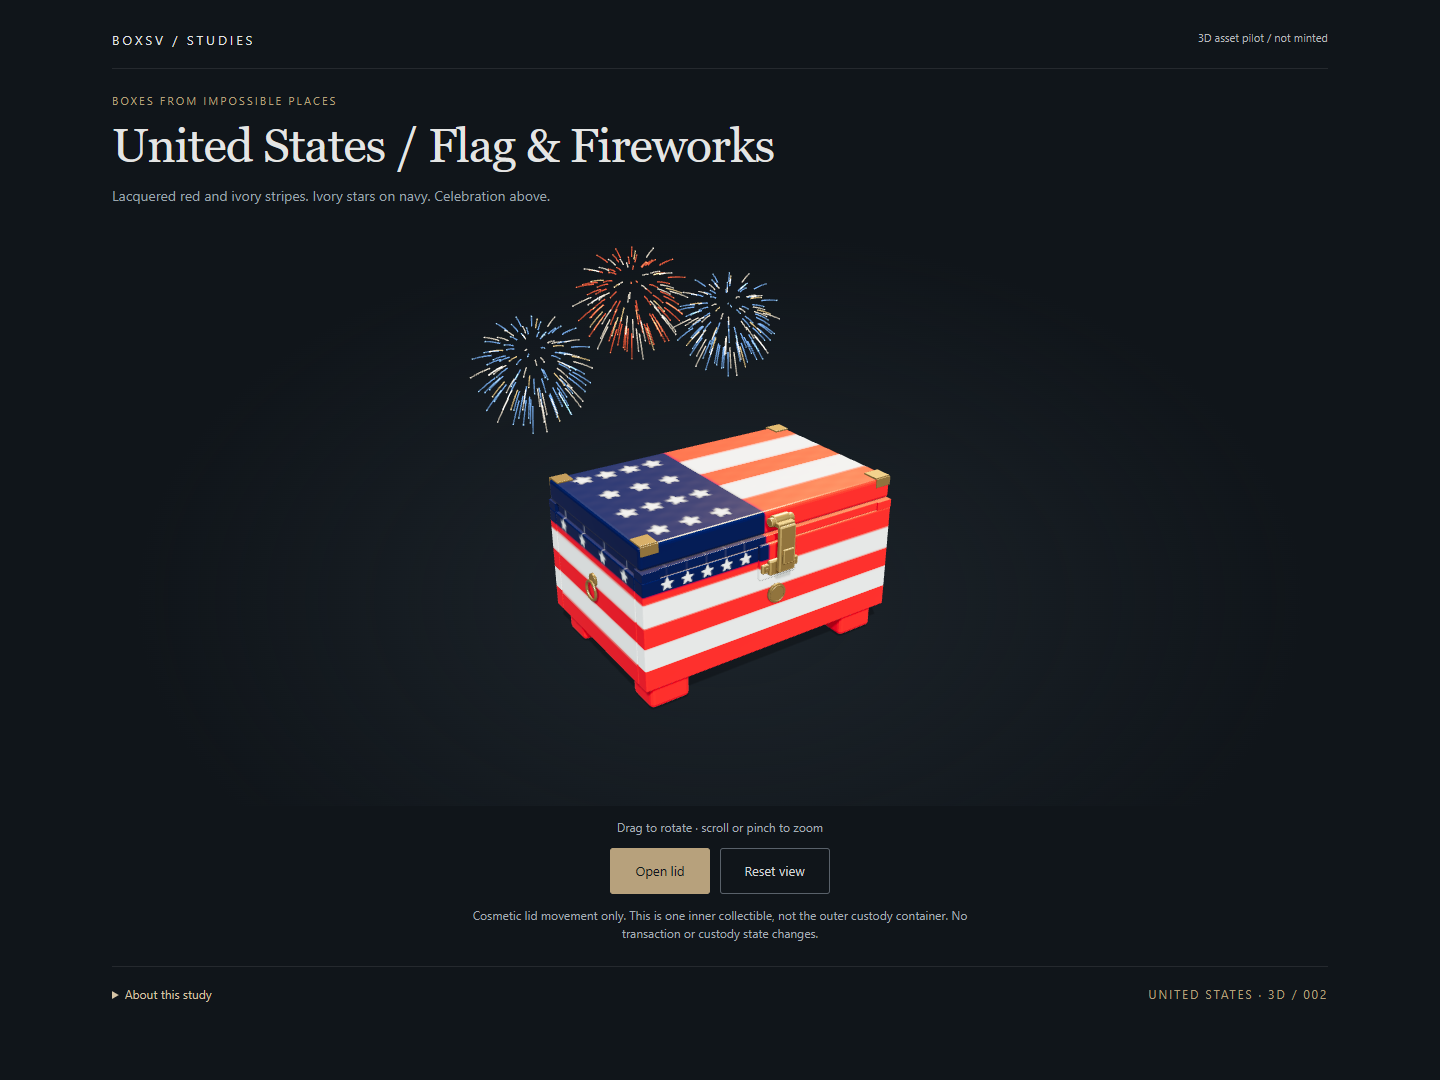 BOXSV / STUDIES
3D asset pilot / not minted
BOXES FROM IMPOSSIBLE PLACES
United States / Flag & Fireworks
Lacquered red and ivory stripes. Ivory stars on navy. Celebration above.
Drag to rotate · scroll or pinch to zoom
Open lid
Reset view
Cosmetic lid movement only. This is one inner collectible, not the outer custody container. No
transaction or custody state changes.
About this study
UNITED STATES · 3D / 002